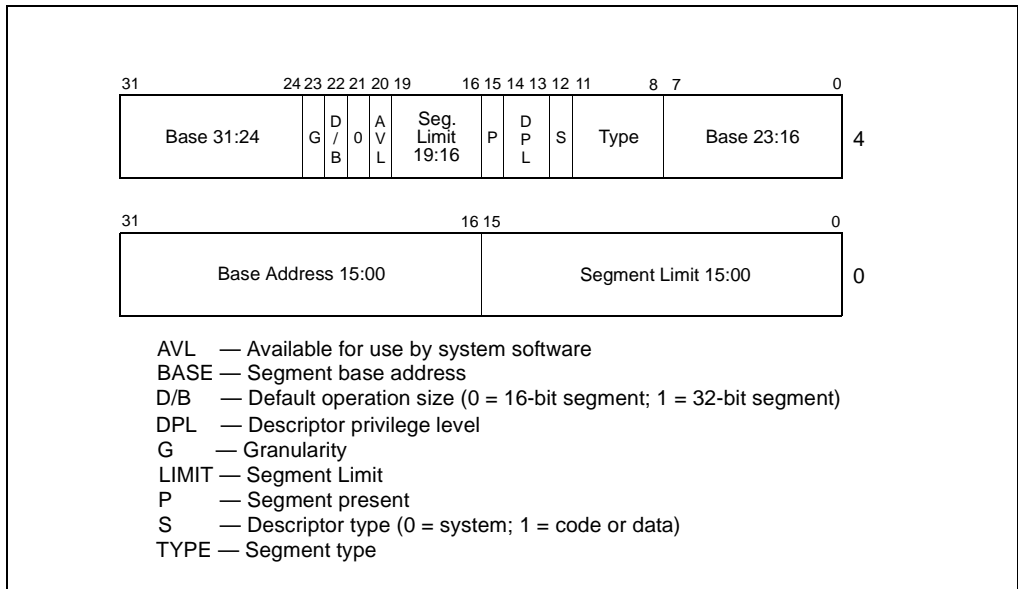 31 24 23 22 21 20 19 16 15 14 13 12 11 8 7 0
Base 31:24 G D/B 0 AVL Seg. Limit 19:16 P DPL S Type Base 23:16 4
31 16 15 0
Base Address 15:00 Segment Limit 15:00 0
AVL — Available for use by system software
BASE — Segment base address
D/B — Default operation size (0 = 16-bit segment; 1 = 32-bit segment)
DPL — Descriptor privilege level
G — Granularity
LIMIT — Segment Limit
P — Segment present
S — Descriptor type (0 = system; 1 = code or data)
TYPE — Segment type